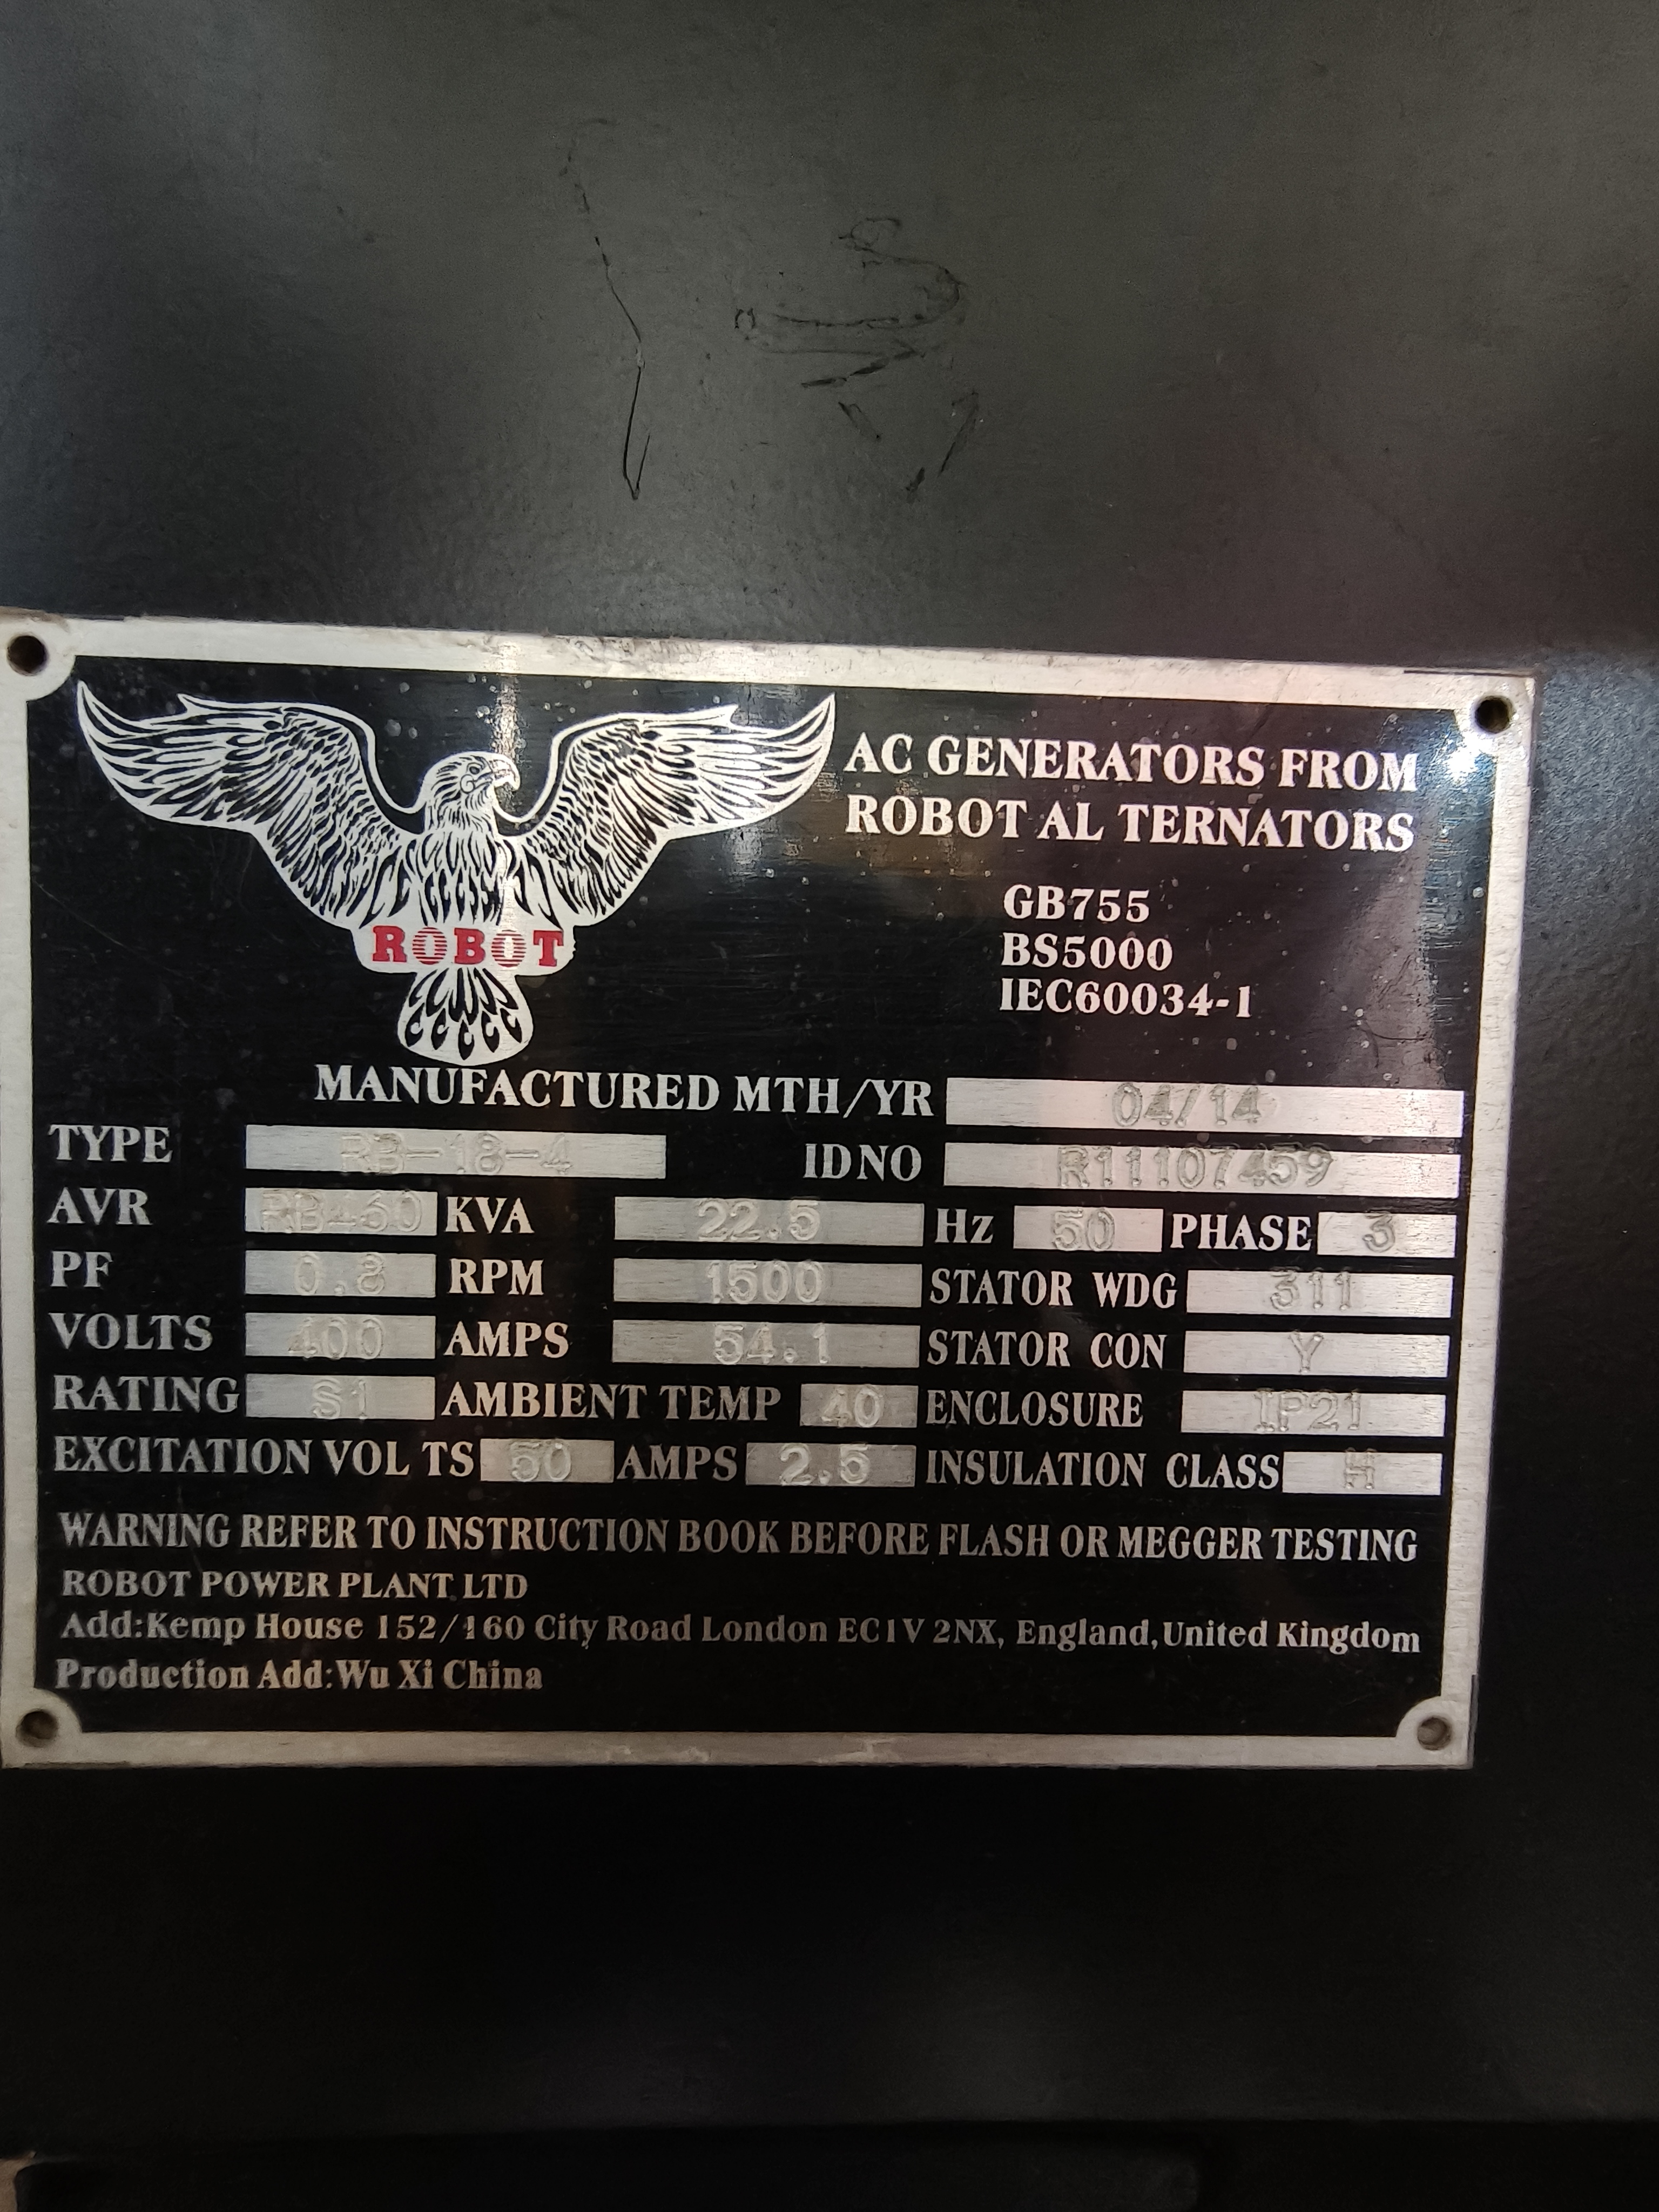 AC GENERATORS FROM
ROBOT AL TERNATORS
GB755
BS5000
IEC60034-1
ROBOT
MANUFACTURED MTH/YR 04/14
TYPE RB-18-4 IDNO R11107459
AVR RB-60 KVA 22.5 Hz 50 PHASE 3
PF 0.8 RPM 1500 STATOR WDG 311
VOLTS 400 AMPS 54.1 STATOR CON Y
RATING S1 AMBIENT TEMP 40 ENCLOSURE IP21
EXCITATION VOL TS 50 AMPS 2.5 INSULATION CLASS H
WARNING REFER TO INSTRUCTION BOOK BEFORE FLASH OR MEGGER TESTING
ROBOT POWER PLANT LTD
Add:Kemp House 152/160 City Road London EC1V 2NX, England,United Kingdom
Production Add:Wu Xi China